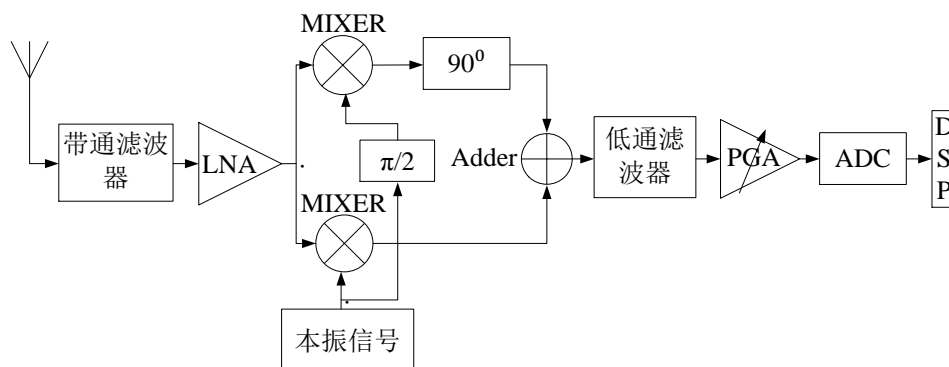 MIXER
90⁰
带通滤波
器
LNA
π/2
Adder
低通滤
波器
PGA
ADC
D
S
P
MIXER
本振信号